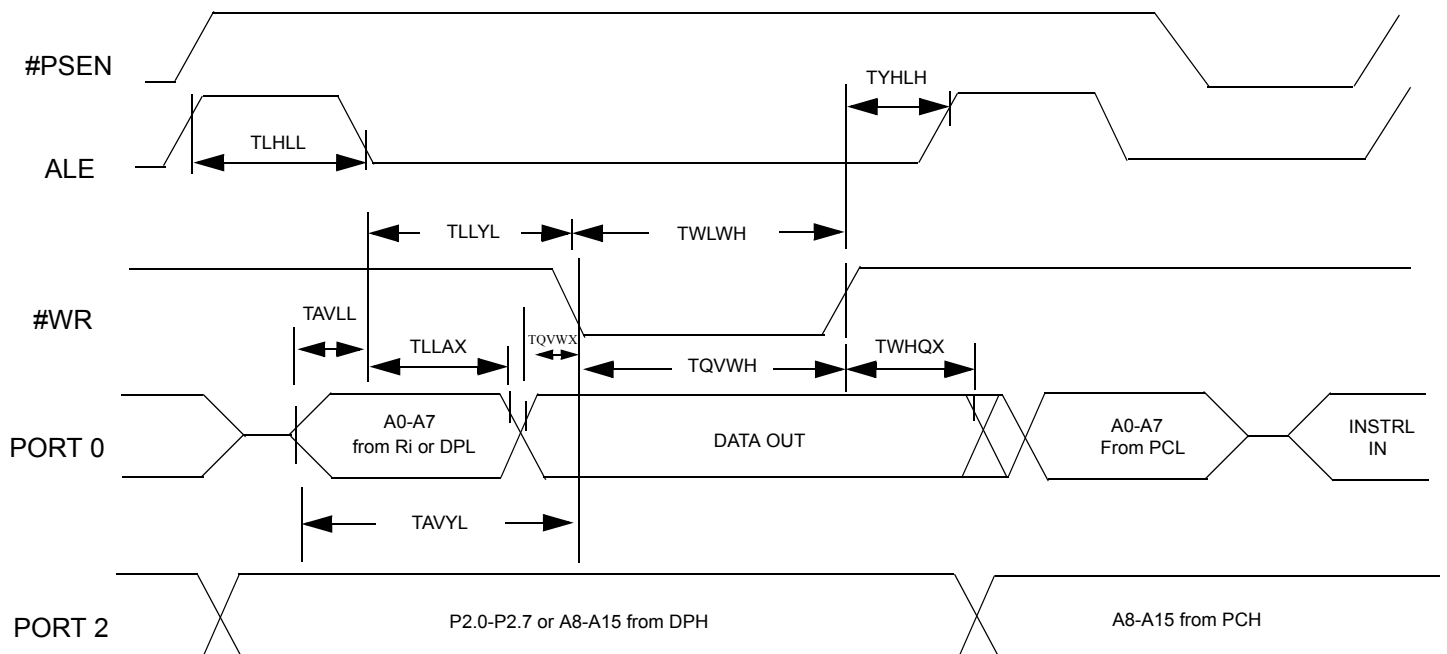 #PSEN
TYHLH
TLHLL
ALE
TLLYL
TWLWH
#WR
TAVLL
TQVWX
TLLAX
TQVWH
TWHQX
PORT 0
A0-A7
from Ri or DPL
DATA OUT
A0-A7
From PCL
INSTRL
IN
TAVYL
PORT 2
P2.0-P2.7 or A8-A15 from DPH
A8-A15 from PCH